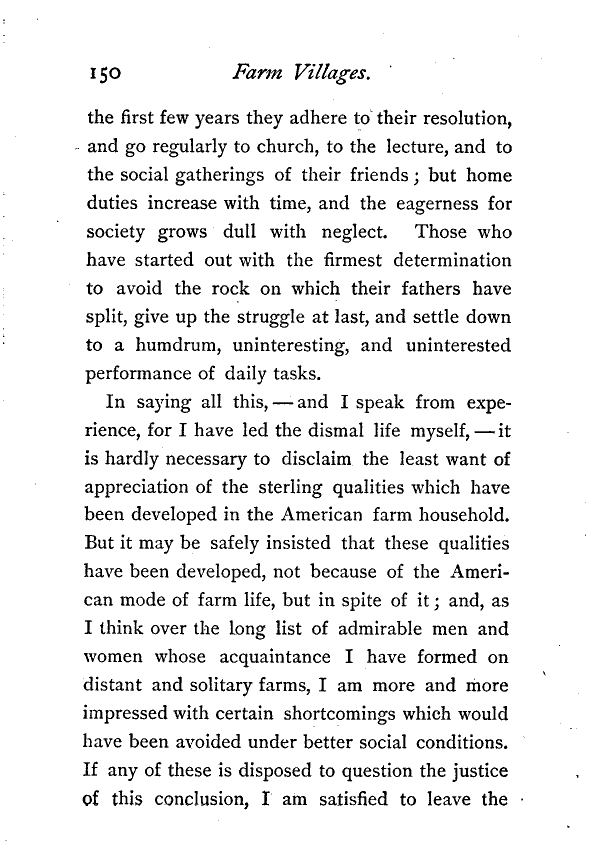 150 Farm Villages.
the first few years they adhere to their resolution,
and go regularly to church, to the lecture, and to
the social gatherings of their friends; but home
duties increase with time, and the eagerness for
society grows dull with neglect. Those who
have started out with the firmest determination
to avoid the rock on which their fathers have
split, give up the struggle at last, and settle down
to a humdrum, uninteresting, and uninterested
performance of daily tasks.
In saying all this, — and I speak from expe-
rience, for I have led the dismal life myself, — it
is hardly necessary to disclaim the least want of
appreciation of the sterling qualities which have
been developed in the American farm household.
But it may be safely insisted that these qualities
have been developed, not because of the Ameri-
can mode of farm life, but in spite of it; and, as
I think over the long list of admirable men and
women whose acquaintance I have formed on
distant and solitary farms, I am more and more
impressed with certain shortcomings which would
have been avoided under better social conditions.
If any of these is disposed to question the justice
of this conclusion, I am satisfied to leave the